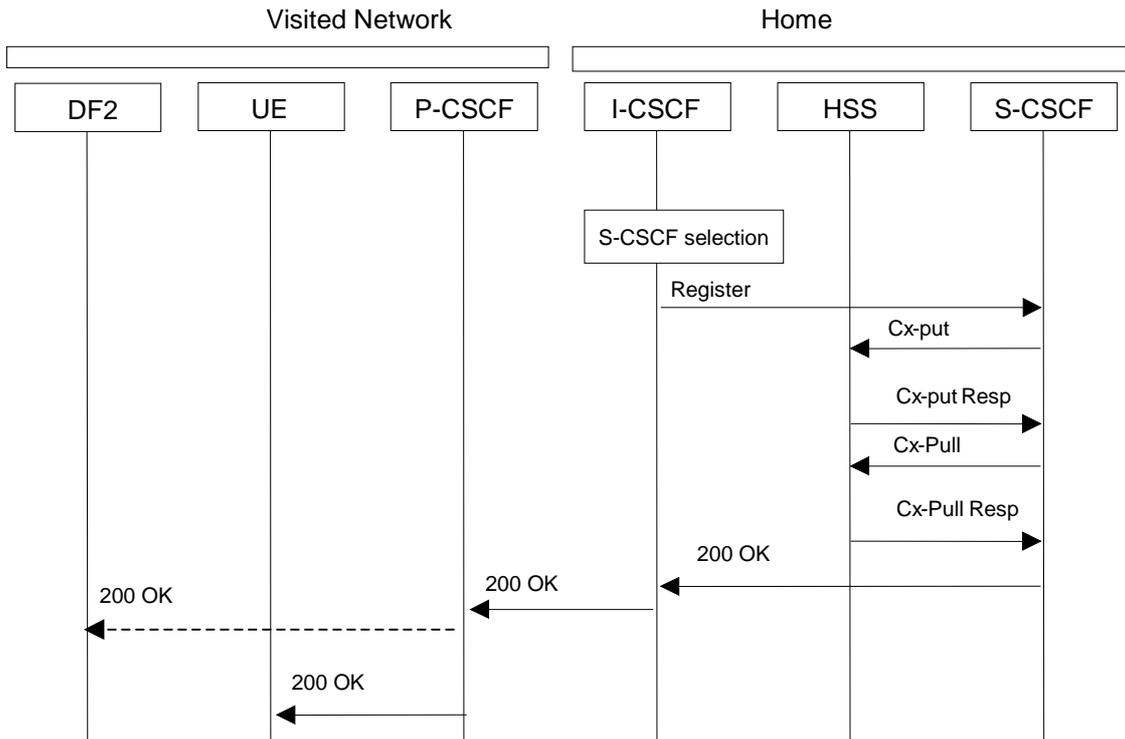 Visited Network
Home
DF2
UE
P-CSCF
I-CSCF
HSS
S-CSCF
S-CSCF selection
Register
Cx-put
Cx-put Resp
Cx-Pull
Cx-Pull Resp
200 OK
200 OK
200 OK
200 OK